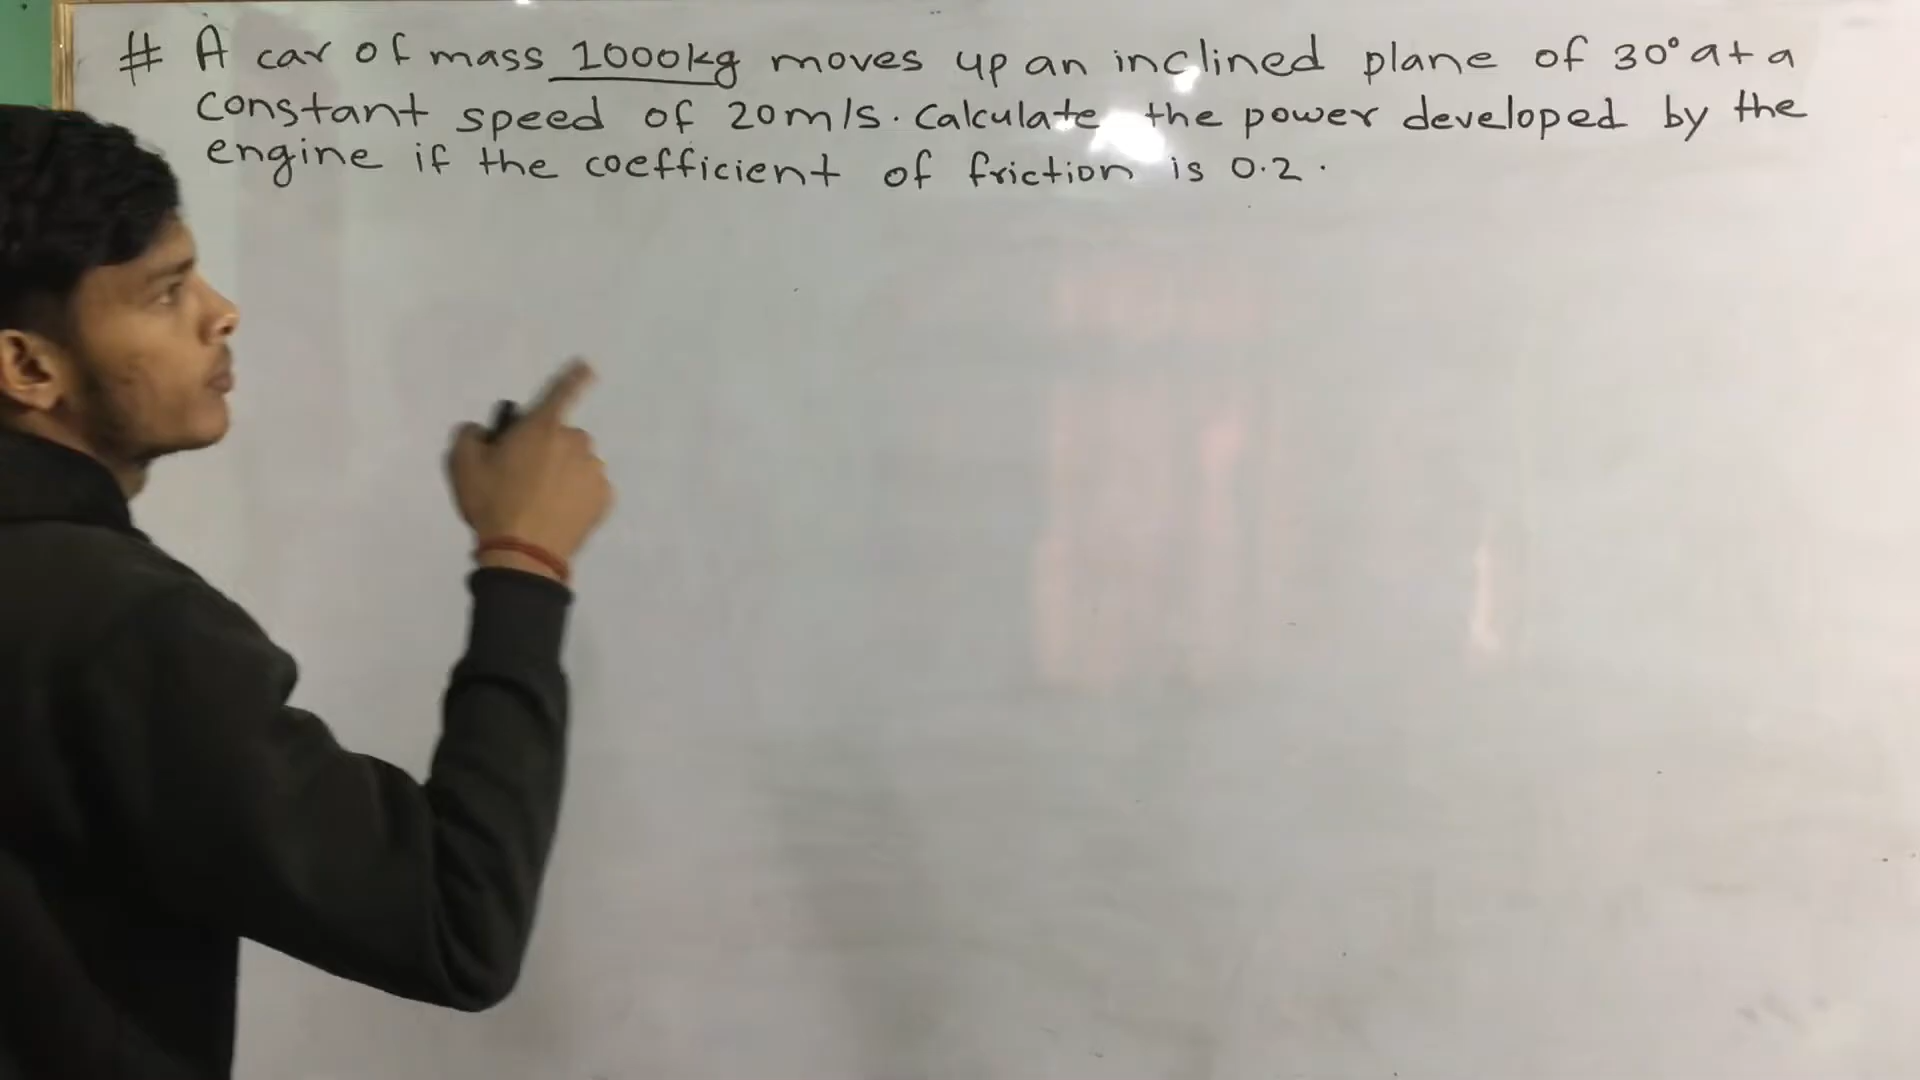 # A car of mass 1000kg moves up an inclined plane of 30° at a
constant speed of 20m/s. Calculate the power developed by the
engine if the coefficient of friction is 0.2.